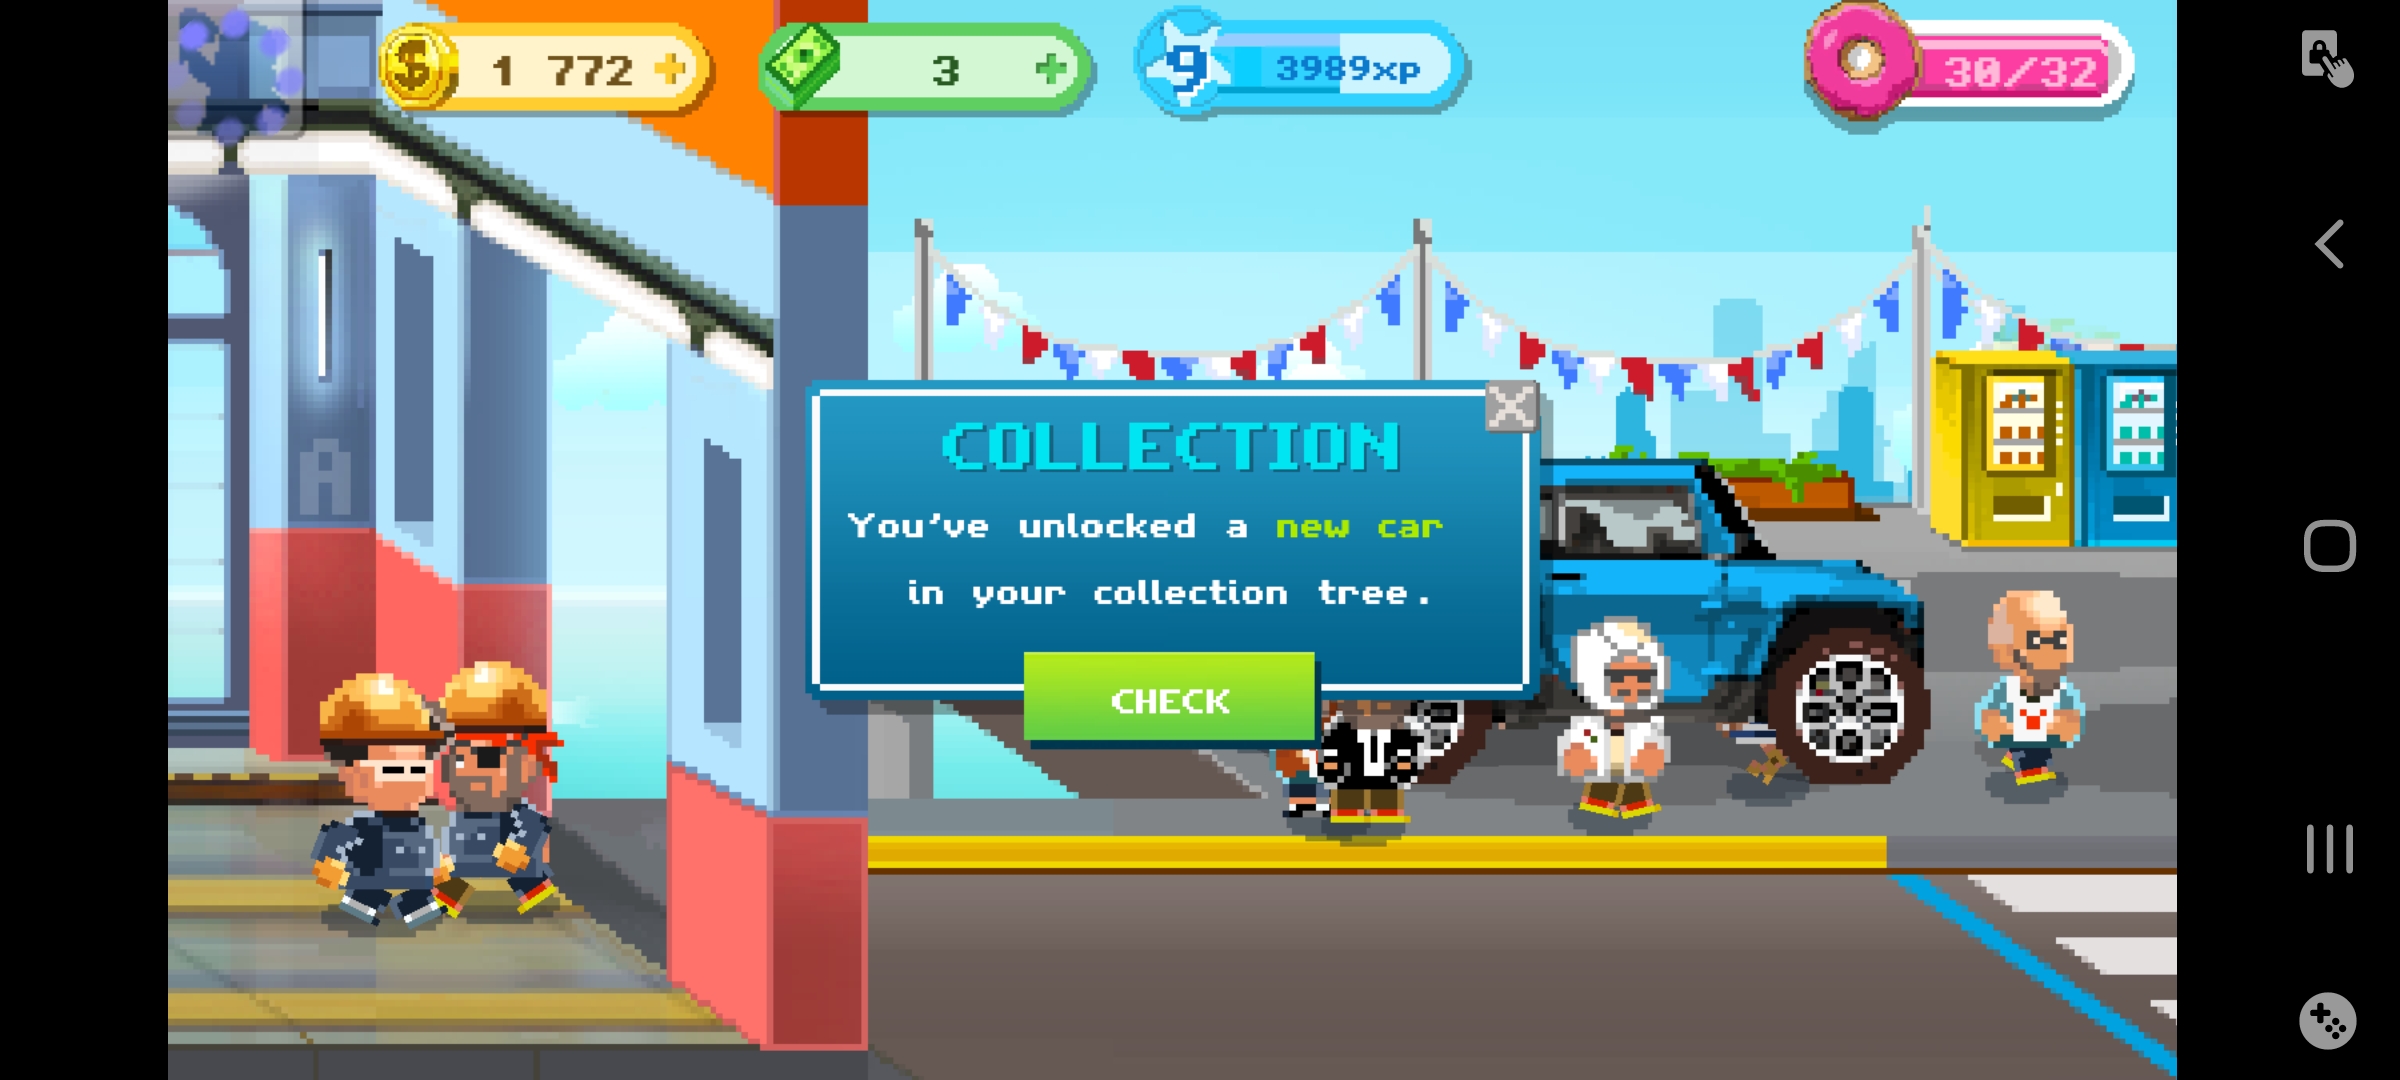 $ 1 772 +
3 +
9 3989xp
30/32
A
COLLECTION
You've unlocked a new car
in your collection tree.
CHECK